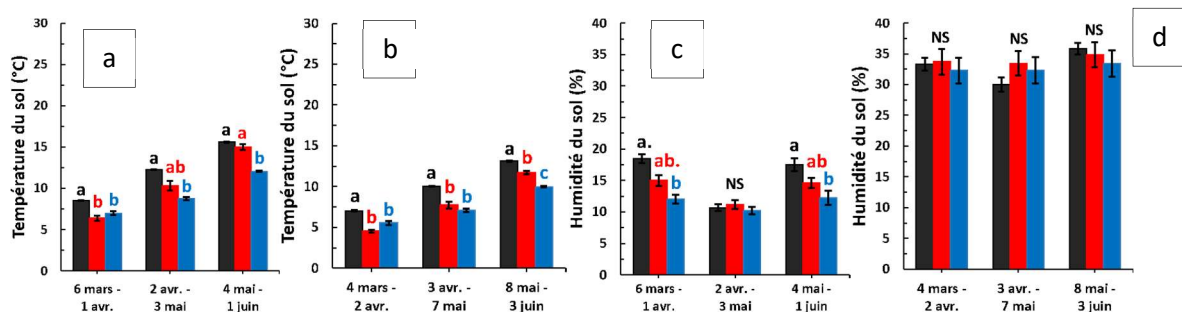 a
Température du sol (°C)
30
25
20
15
10
5
0
a b b
a ab b
a a b
6 mars - 1 avr.
2 avr. - 3 mai
4 mai - 1 juin
b
Température du sol (°C)
30
25
20
15
10
5
0
a b b
a b b
a b c
4 mars - 2 avr.
3 avr. - 7 mai
8 mai - 3 juin
c
Humidité du sol (%)
40
35
30
25
20
15
10
5
0
a. ab. b
NS
a ab b
6 mars - 1 avr.
2 avr. - 3 mai
4 mai - 1 juin
d
Humidité du sol (%)
40
35
30
25
20
15
10
5
0
NS
NS
NS
4 mars - 2 avr.
3 avr. - 7 mai
8 mai - 3 juin